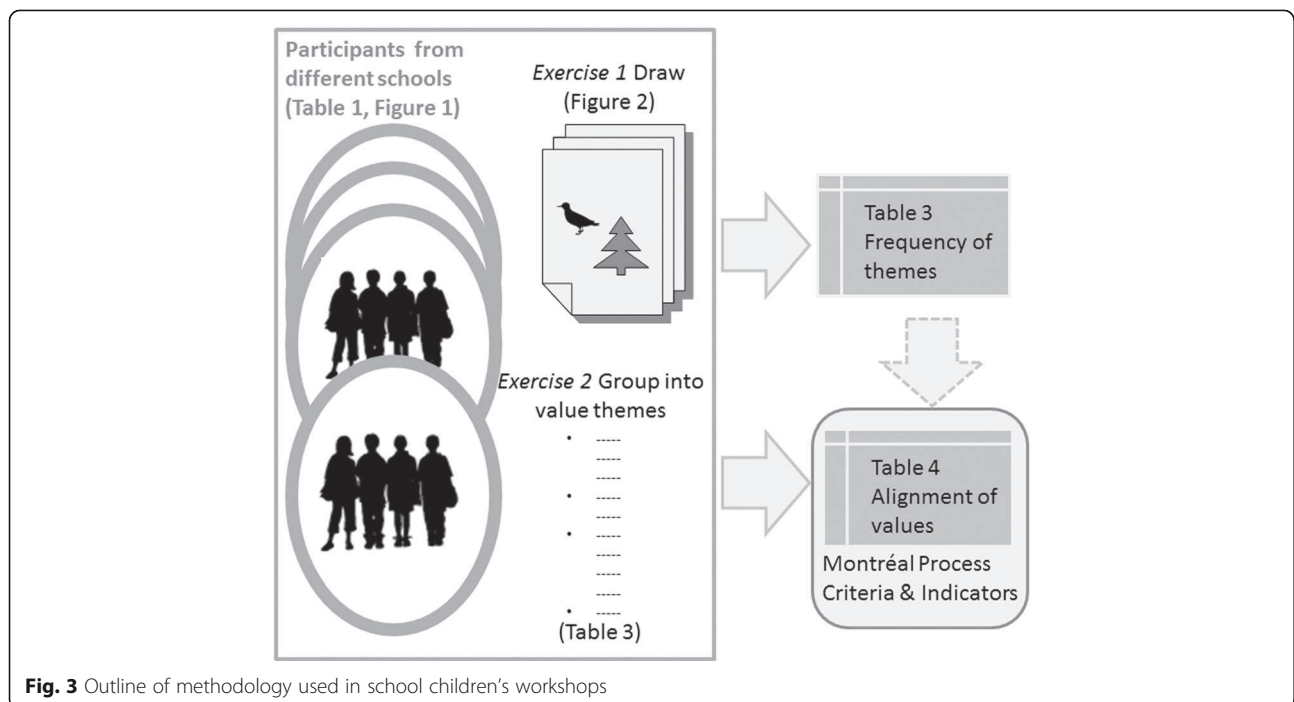 Participants from
different schools
(Table 1, Figure 1)
Exercise 1 Draw
(Figure 2)
Exercise 2 Group into
value themes
• -----
-----
-----
• -----
-----
• -----
-----
-----
-----
• -----
(Table 3)
Table 3
Frequency of
themes
Table 4
Alignment of
values
Montréal Process
Criteria & Indicators
Fig. 3 Outline of methodology used in school children's workshops